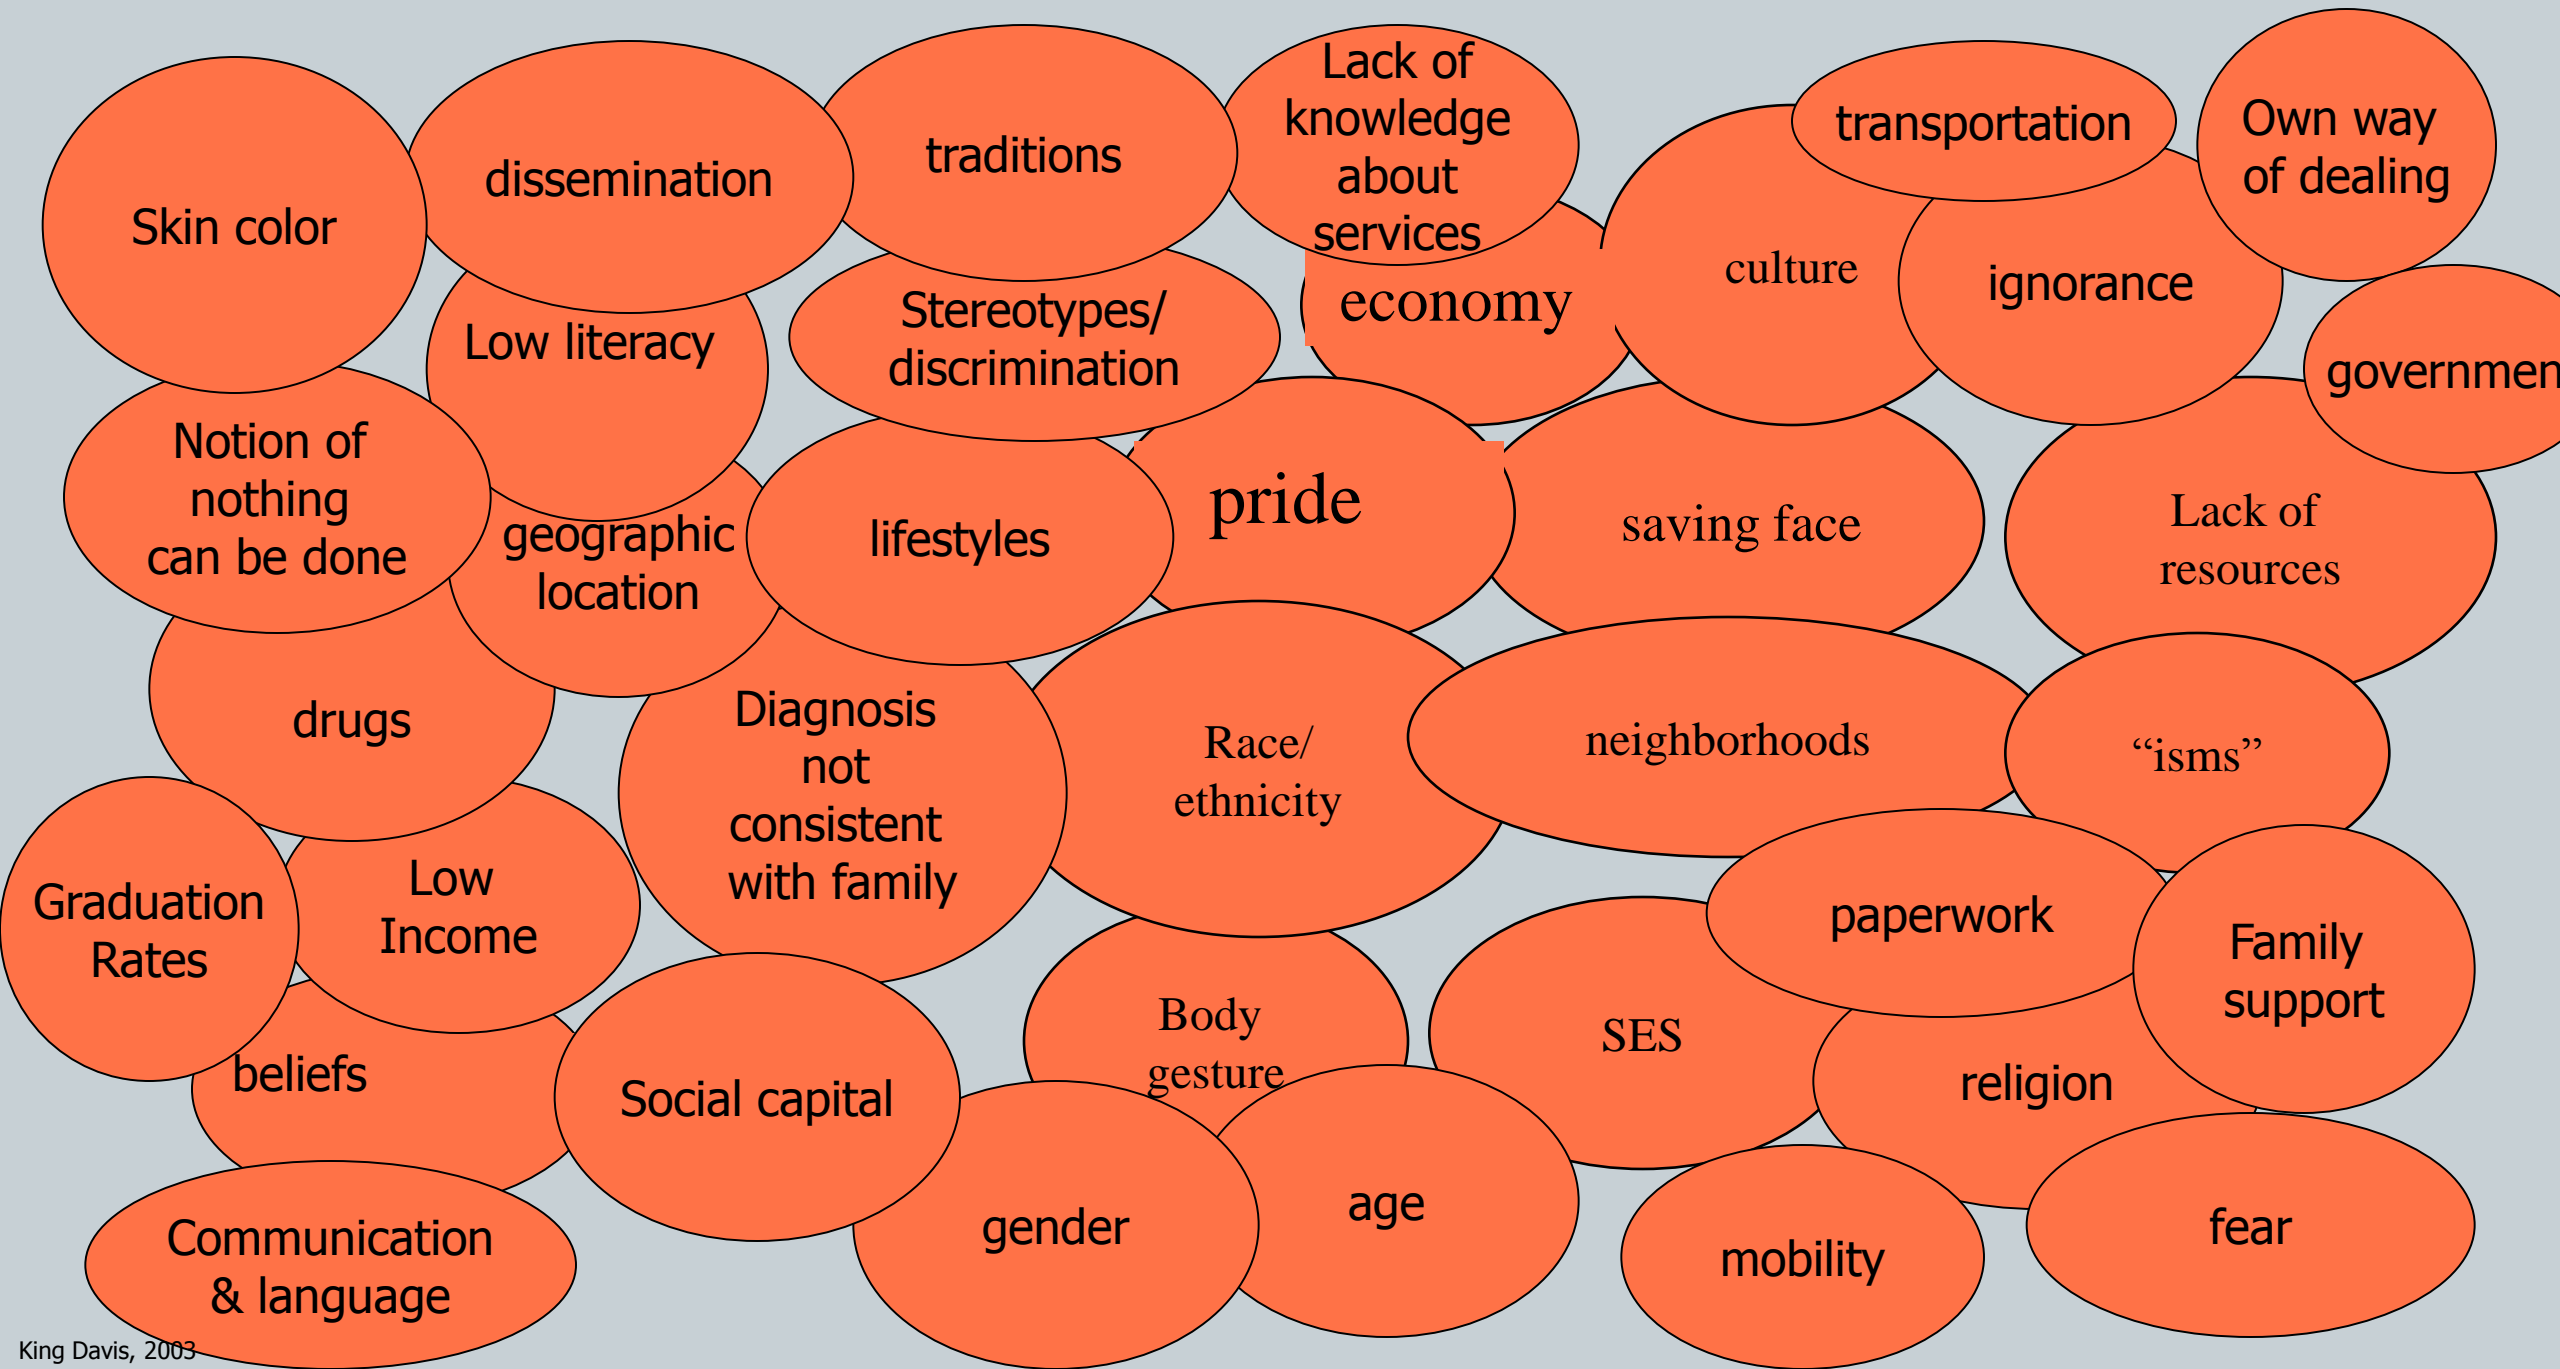 Skin color
dissemination
traditions
Lack of
knowledge
about
services
transportation
Own way
of dealing
Low literacy
Stereotypes/
discrimination
economy
culture
ignorance
governmen
Notion of
nothing
can be done
geographic
location
lifestyles
pride
saving face
Lack of
resources
drugs
Diagnosis
not
consistent
with family
Race/
ethnicity
neighborhoods
“isms”
Graduation
Rates
Low
Income
paperwork
Family
support
beliefs
Social capital
Body
gesture
SES
religion
Communication
& language
gender
age
mobility
fear
King Davis, 2003